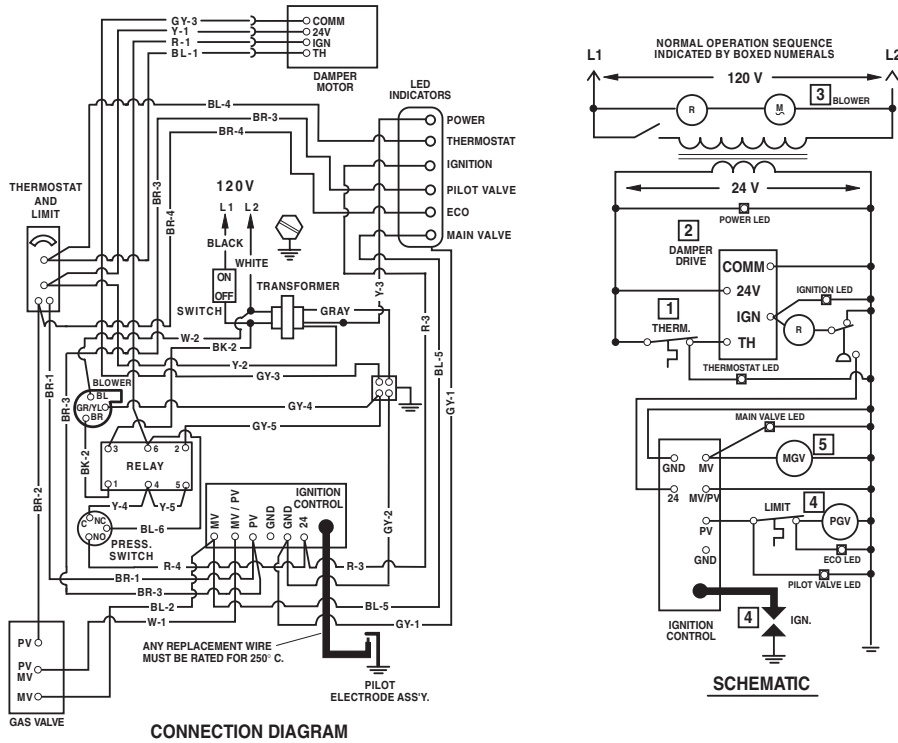 GY-3
Y-1
R-1
BL-1
COMM
24V
IGN
TH
DAMPER
MOTOR
LED
INDICATORS
POWER
THERMOSTAT
IGNITION
PILOT VALVE
ECO
MAIN VALVE
BL-4
BR-3
BR-4
THERMOSTAT
AND
LIMIT
BR-3
BR-4
120V
L1 L2
BLACK
WHITE
ON
OFF
SWITCH
TRANSFORMER
GRAY
Y-3
R-3
BL-5
GY-1
W-2
BK-2
Y-2
GY-3
BR-1
BR-3
BLOWER
BL
GR/YL
BR
GY-4
GY-5
BK-2
3 6 2
RELAY
1 4 5
Y-4 Y-5
BR-2
C NC
NO
BL-6
PRESS.
SWITCH
IGNITION
CONTROL
MV
MV / PV
PV
GND
GND
24
GY-2
R-4
R-3
BR-1
BR-3
BL-2
BL-5
W-1
GY-1
ANY REPLACEMENT WIRE
MUST BE RATED FOR 250° C.
PV
PV
MV
MV
GAS VALVE
PILOT
ELECTRODE ASS'Y.
CONNECTION DIAGRAM
NORMAL OPERATION SEQUENCE
INDICATED BY BOXED NUMERALS
L1 L2
120 V
R
M
3 BLOWER
24 V
POWER LED
2
DAMPER
DRIVE
COMM
24V
IGN
TH
IGNITION LED
R
1
THERM.
THERMOSTAT LED
MAIN VALVE LED
GND
MV
MGV
5
24
MV/PV
LIMIT
4
PV
PGV
GND
ECO LED
PILOT VALVE LED
4
IGN.
IGNITION
CONTROL
SCHEMATIC